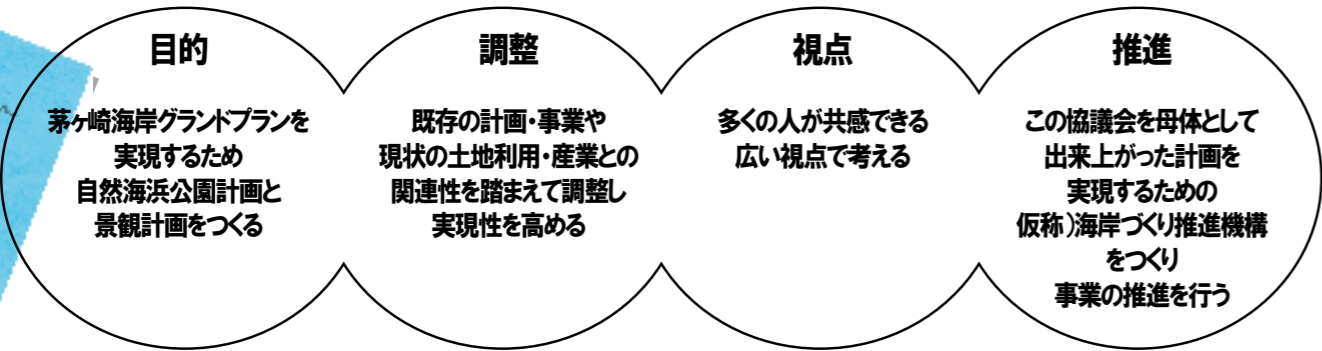 目的
茅ヶ崎海岸グランドプランを
実現するため
自然海浜公園計画と
景観計画をつくる
調整
既存の計画・事業や
現状の土地利用・産業との
関連性を踏まえて調整し
実現性を高める
視点
多くの人が共感できる
広い視点で考える
推進
この協議会を母体として
出来上がった計画を
実現するための
仮称）海岸づくり推進機構
をつくり
事業の推進を行う